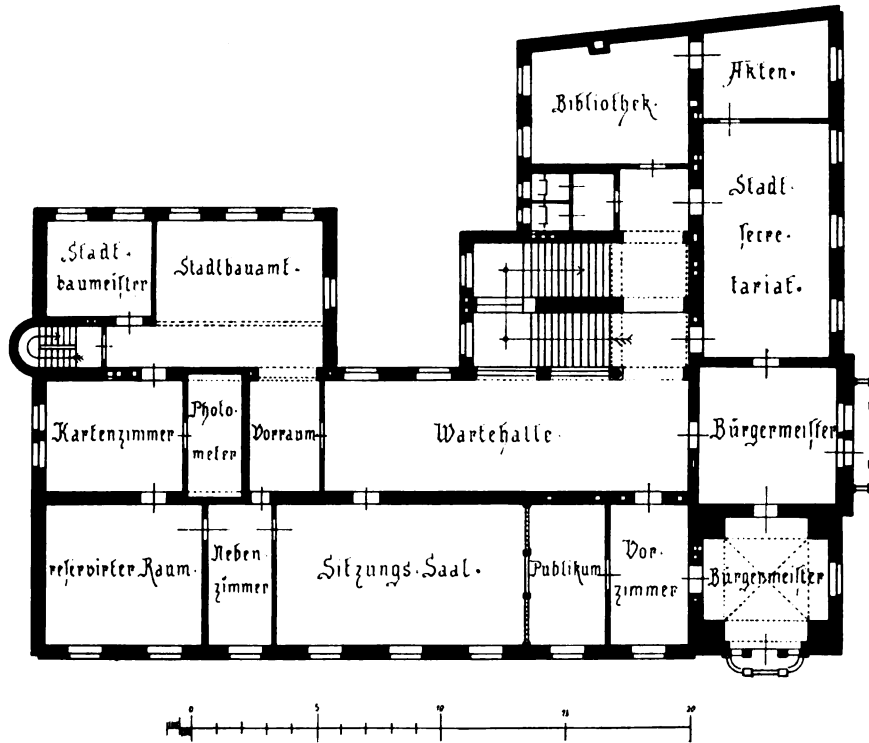 Akten.
Bibliothek.
Stadt-
secre-
tariat.
Stadt-
baumeister
Stadtbauamt.
Kartenzimmer
Photo-
meter
Vorraum
Wartehalle.
Bürgermeister
reservirter Raum.
Neben
zimmer
Sitzungs-Saal.
Publikum
Vor-
zimmer
Bürgermeister
0 5 10 15 20